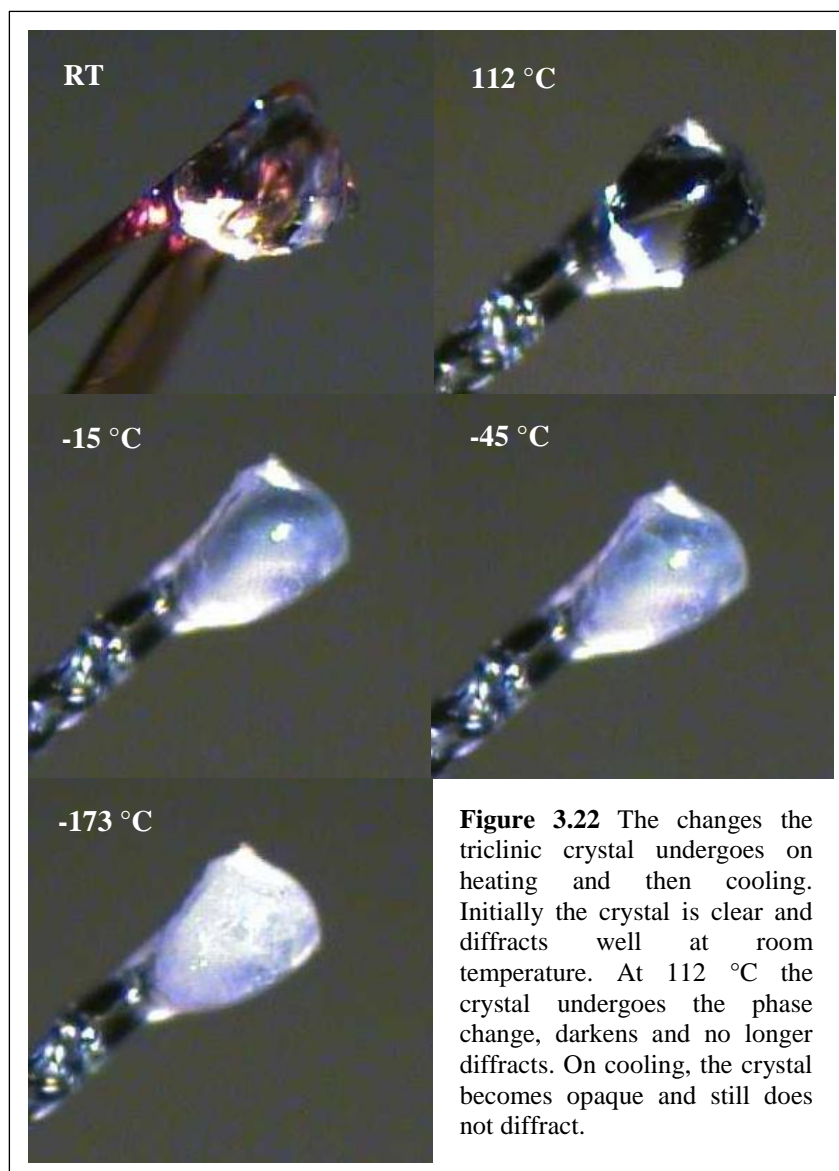 RT
112 °C
-15 °C
-45 °C
-173 °C
Figure 3.22 The changes the
triclinic crystal undergoes on
heating and then cooling.
Initially the crystal is clear and
diffracts well at room
temperature. At 112 °C the
crystal undergoes the phase
change, darkens and no longer
diffracts. On cooling, the crystal
becomes opaque and still does
not diffract.